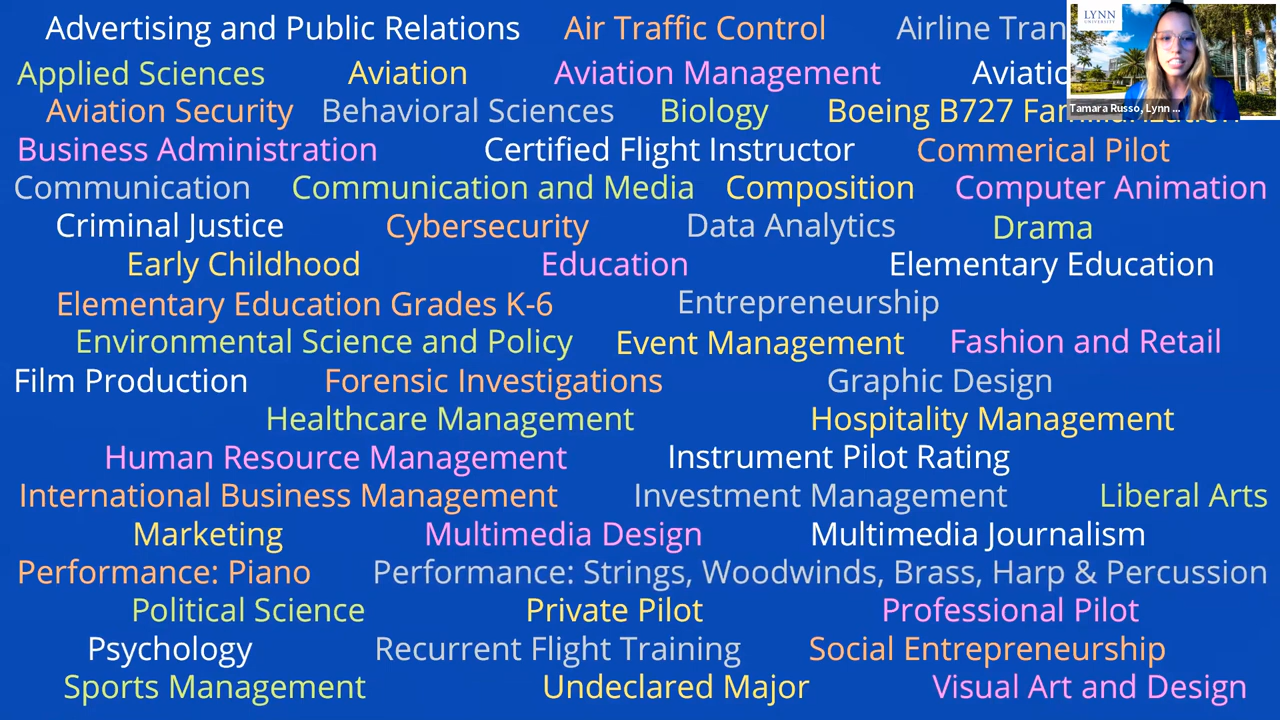 Advertising and Public Relations Air Traffic Control Airline Tran
LYNN
UNIVERSITY
Applied Sciences Aviation Aviation Management Aviatic
Tamara Russo, Lynn ...
Aviation Security Behavioral Sciences Biology Boeing B727
Business Administration Certified Flight Instructor Commerical Pilot
Communication Communication and Media Composition Computer Animation
Criminal Justice Cybersecurity Data Analytics Drama
Early Childhood Education Elementary Education
Elementary Education Grades K-6 Entrepreneurship
Environmental Science and Policy Event Management Fashion and Retail
Film Production Forensic Investigations Graphic Design
Healthcare Management Hospitality Management
Human Resource Management Instrument Pilot Rating
International Business Management Investment Management Liberal Arts
Marketing Multimedia Design Multimedia Journalism
Performance: Piano Performance: Strings, Woodwinds, Brass, Harp & Percussion
Political Science Private Pilot Professional Pilot
Psychology Recurrent Flight Training Social Entrepreneurship
Sports Management Undeclared Major Visual Art and Design